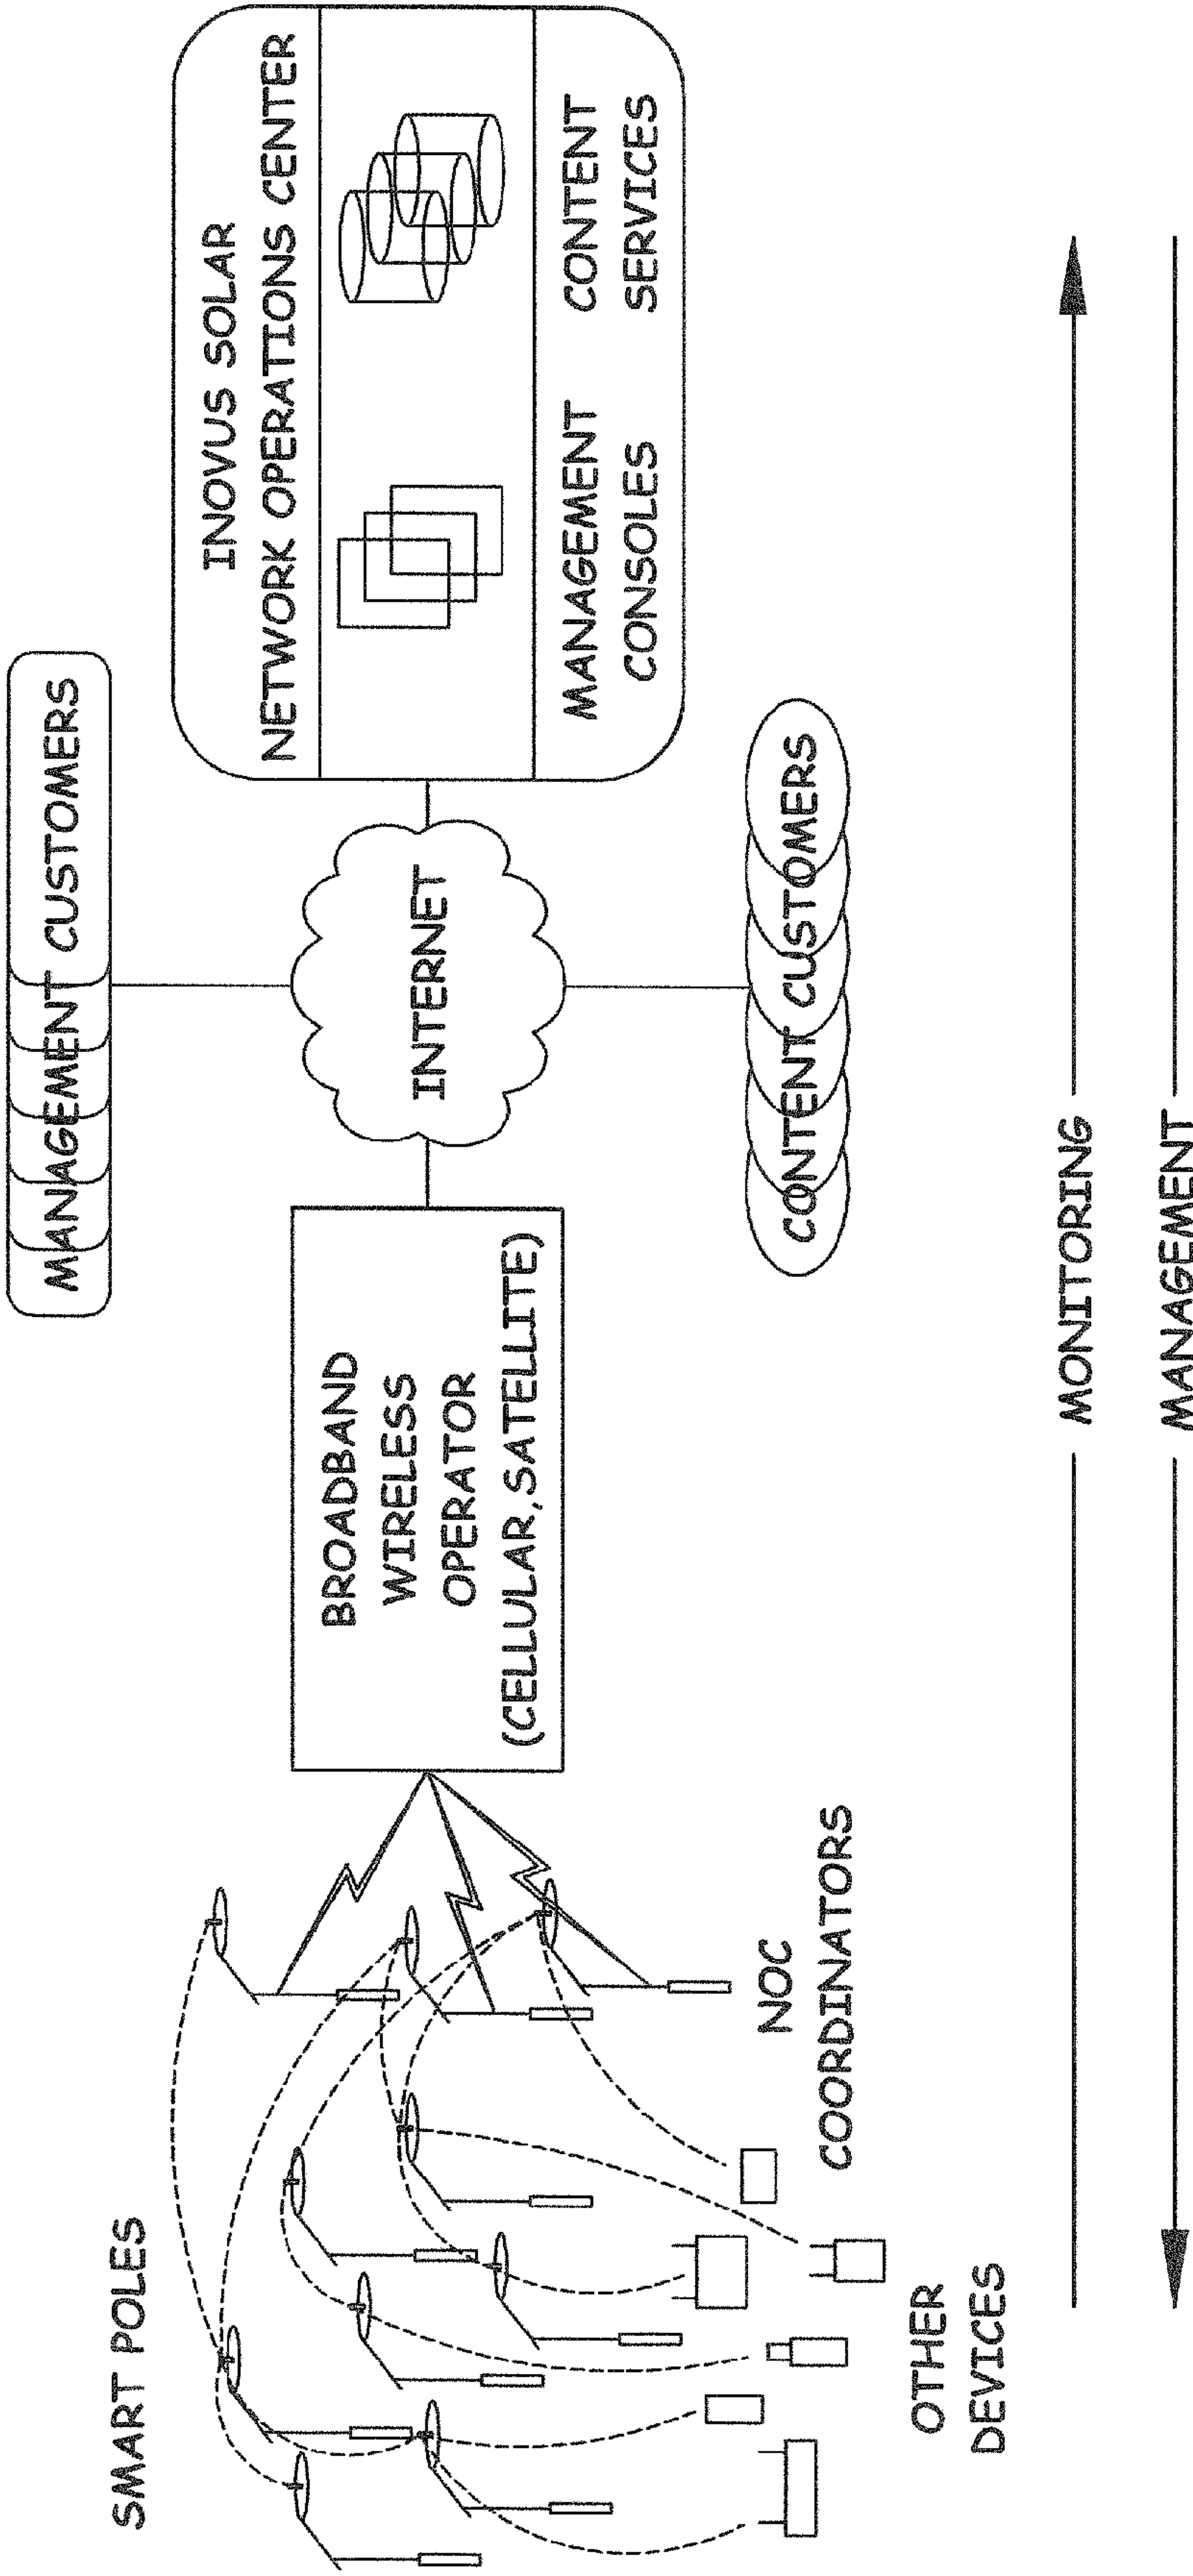 SMART POLES
OTHER
DEVICES
NOC
COORDINATORS
BROADBAND
WIRELESS
OPERATOR
(CELLULAR, SATELLITE)
MANAGEMENT CUSTOMERS
INTERNET
CONTENT CUSTOMERS
INOVUS SOLAR
NETWORK OPERATIONS CENTER
MANAGEMENT
CONSOLES
CONTENT
SERVICES
MONITORING
MANAGEMENT